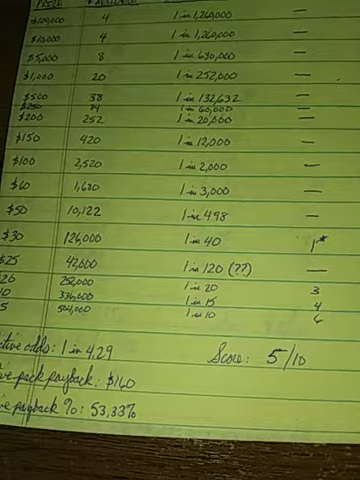 $100,000 4 1 in 1,260,000 —
$10,000 4 1 in 1,260,000 —
$5,000 8 1 in 630,000 —
$1,000 20 1 in 252,000 —
$500 38 1 in 132,632 —
$250 84 1 in 60,000 —
$200 252 1 in 20,000 —
$150 420 1 in 12,000 —
$100 2,520 1 in 2,000 —
$60 1,680 1 in 3,000 —
$50 10,122 1 in 498 —
$30 126,000 1 in 40 1*
$25 42,000 1 in 120 (??) —
20 252,000 1 in 20 3
10 336,000 1 in 15 4
5 504,000 1 in 10 6
ctive odds: 1 in 4.29 Score: 5/10
ve pack payback: $160
ve payback %: 53.33%